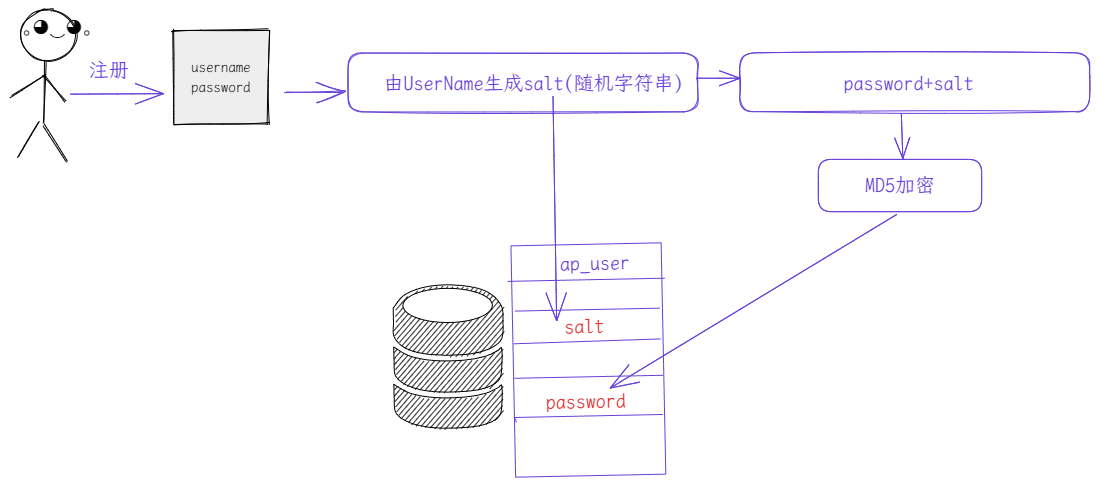 注册
username
password
由UserName生成salt(随机字符串)
password+salt
MD5加密
ap_user
salt
password